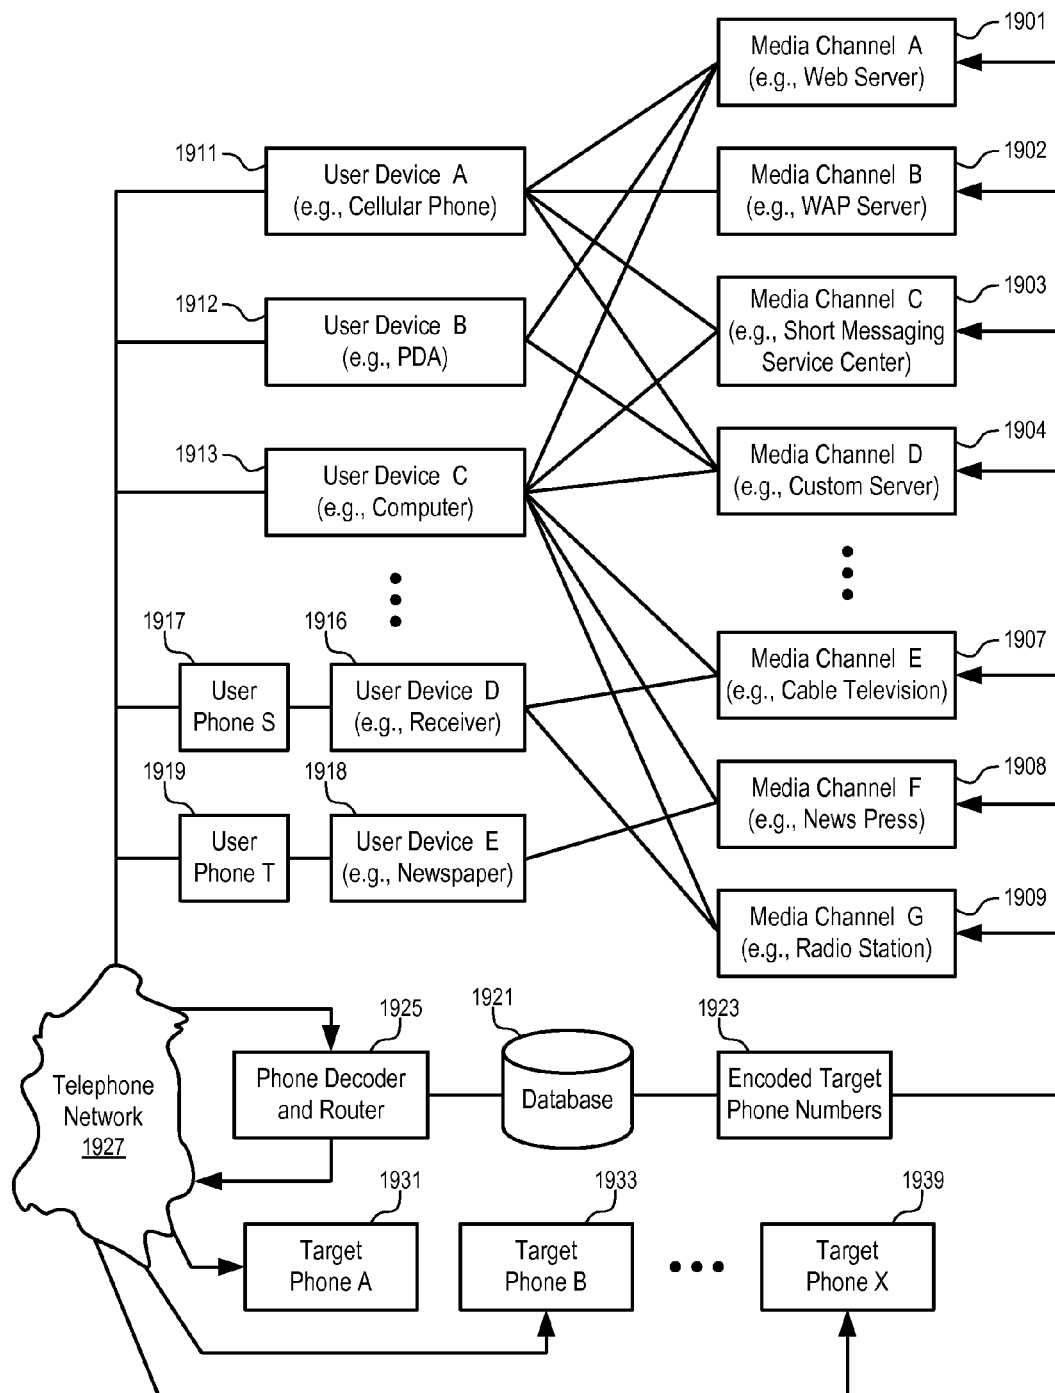 1901
Media Channel A
(e.g., Web Server)
1911
User Device A
(e.g., Cellular Phone)
1902
Media Channel B
(e.g., WAP Server)
1912
User Device B
(e.g., PDA)
1903
Media Channel C
(e.g., Short Messaging
Service Center)
1913
User Device C
(e.g., Computer)
1904
Media Channel D
(e.g., Custom Server)
1917
User
Phone S
1916
User Device D
(e.g., Receiver)
1907
Media Channel E
(e.g., Cable Television)
1919
User
Phone T
1918
User Device E
(e.g., Newspaper)
1908
Media Channel F
(e.g., News Press)
1909
Media Channel G
(e.g., Radio Station)
Telephone
Network
1927
1925
Phone Decoder
and Router
1921
Database
1923
Encoded Target
Phone Numbers
1931
Target
Phone A
1933
Target
Phone B
1939
Target
Phone X